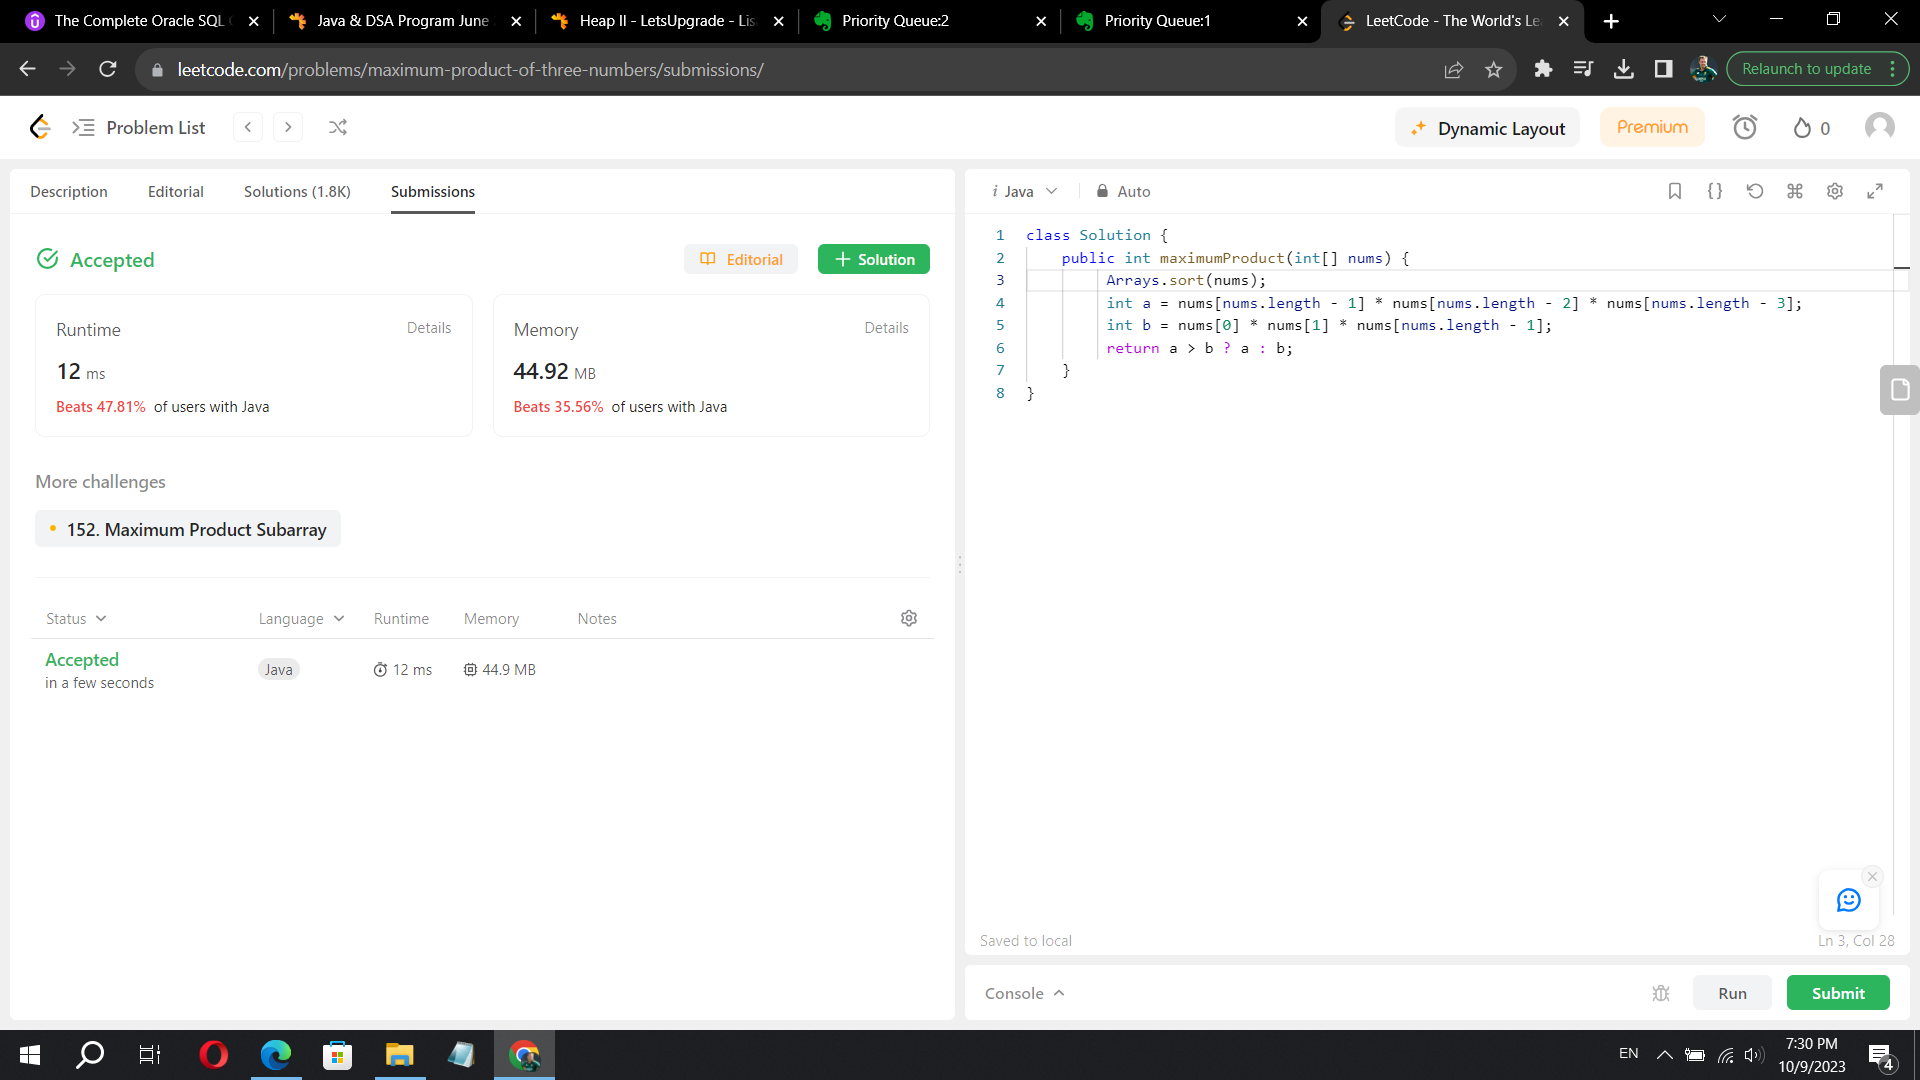 The Complete Oracle SQL
Java & DSA Program June
Heap II - LetsUpgrade - Lis
Priority Queue:2
Priority Queue:1
LeetCode - The World's Le
leetcode.com/problems/maximum-product-of-three-numbers/submissions/
Relaunch to update
Problem List
Dynamic Layout
Premium
0
Description
Editorial
Solutions (1.8K)
Submissions
Accepted
Editorial
+ Solution
Runtime
Details
12 ms
Beats 47.81% of users with Java
Memory
Details
44.92 MB
Beats 35.56% of users with Java
More challenges
152. Maximum Product Subarray
Status
Language
Runtime
Memory
Notes
Accepted
in a few seconds
Java
12 ms
44.9 MB
i Java
Auto
1 class Solution {
2 public int maximumProduct(int[] nums) {
3 Arrays.sort(nums);
4 int a = nums[nums.length - 1] * nums[nums.length - 2] * nums[nums.length - 3];
5 int b = nums[0] * nums[1] * nums[nums.length - 1];
6 return a > b ? a : b;
7 }
8 }
Saved to local
Ln 3, Col 28
Console
Run
Submit
EN
7:30 PM
10/9/2023
4